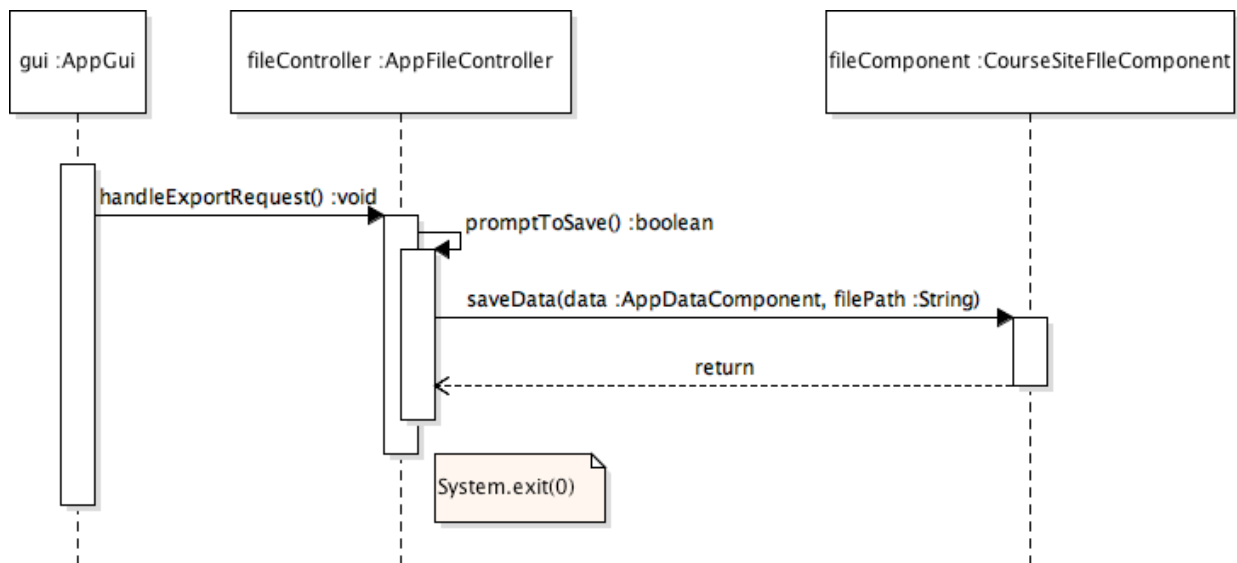 gui :AppGui
fileController :AppFileController
fileComponent :CourseSiteFIleComponent
handleExportRequest() :void
promptToSave() :boolean
saveData(data :AppDataComponent, filePath :String)
return
System.exit(0)